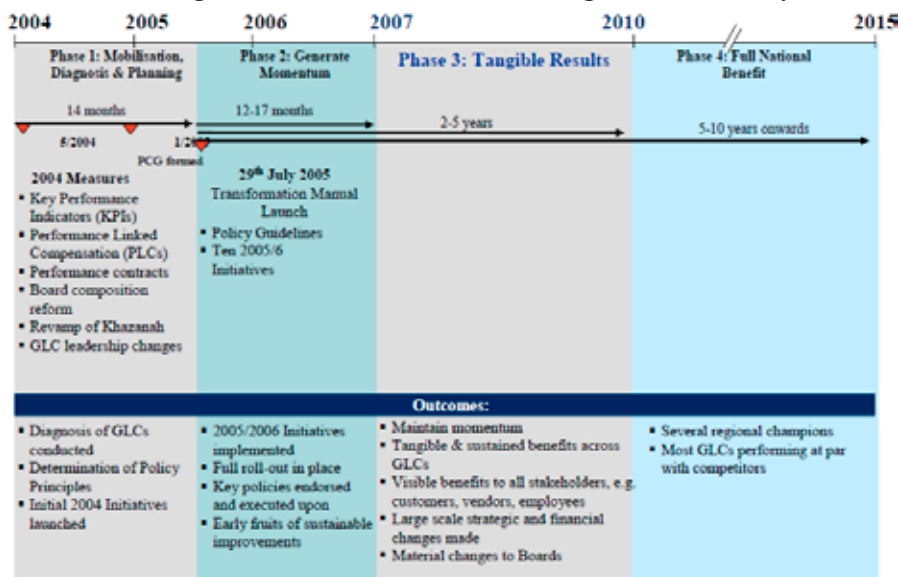 2004 2005 2006 2007 2010 2015
Phase 1: Mobilisation,
Diagnosis & Planning
Phase 2: Generate
Momentum
Phase 3: Tangible Results
Phase 4: Full National
Benefit
14 months
12-17 months
2-5 years
5-10 years onwards
5/2004
PCG formed
2004 Measures
▪ Key Performance
Indicators (KPIs)
▪ Performance Linked
Compensation (PLCs)
▪ Performance contracts
▪ Board composition
reform
▪ Revamp of Khazanah
▪ GLC leadership changes
29th July 2005
Transformation Manual
Launch
▪ Policy Guidelines
▪ Ten 2005/6
Initiatives
Outcomes:
▪ Diagnosis of GLCs
conducted
▪ Determination of Policy
Principles
▪ Initial 2004 Initiatives
launched
▪ 2005/2006 Initiatives
implemented
▪ Full roll-out in place
▪ Key policies endorsed
and executed upon
▪ Early fruits of sustainable
improvements
▪ Maintain momentum
▪ Tangible & sustained benefits across
GLCs
▪ Visible benefits to all stakeholders, e.g.
customers, vendors, employees
▪ Large scale strategic and financial
changes made
▪ Material changes to Boards
▪ Several regional champions
▪ Most GLCs performing at par
with competitors